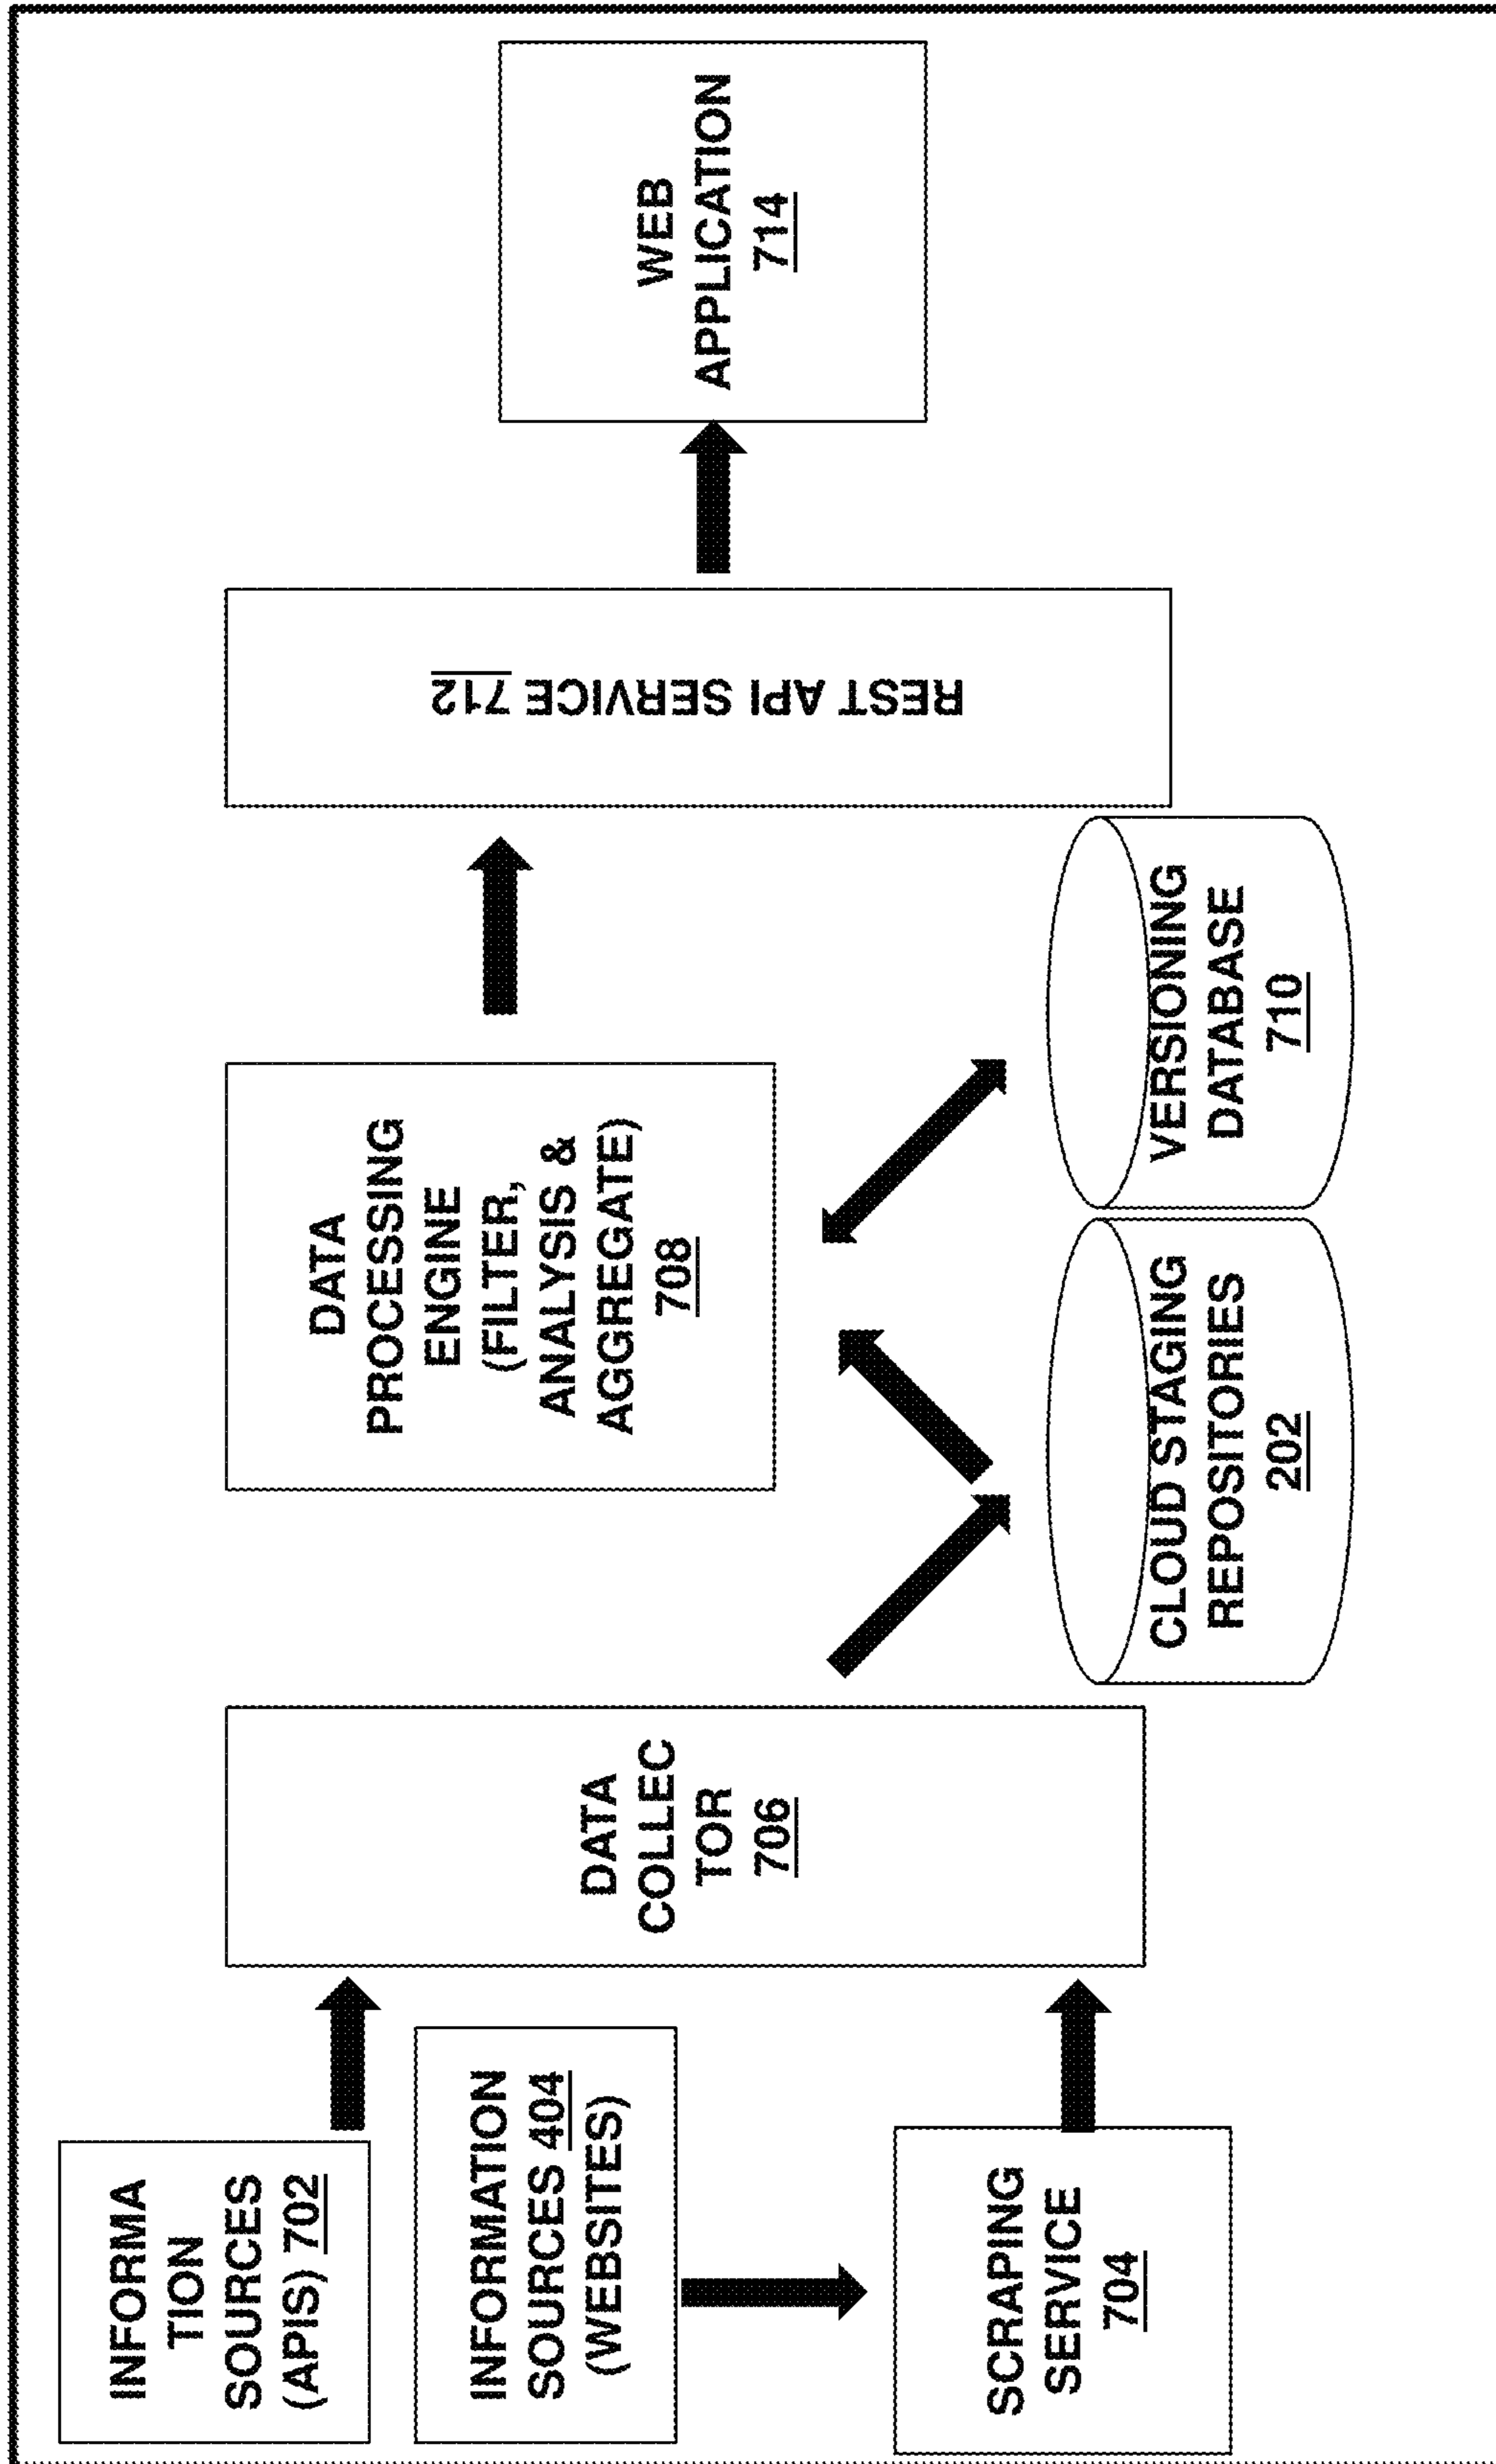 INFORMA
TION
SOURCES
(APIS) 702
INFORMATION
SOURCES 404
(WEBSITES)
SCRAPING
SERVICE
704
DATA
COLLEC
TOR
706
DATA
PROCESSING
ENGINE
(FILTER,
ANALYSIS &
AGGREGATE)
708
CLOUD STAGING
REPOSITORIES
202
VERSIONING
DATABASE
710
REST API SERVICE 712
WEB
APPLICATION
714